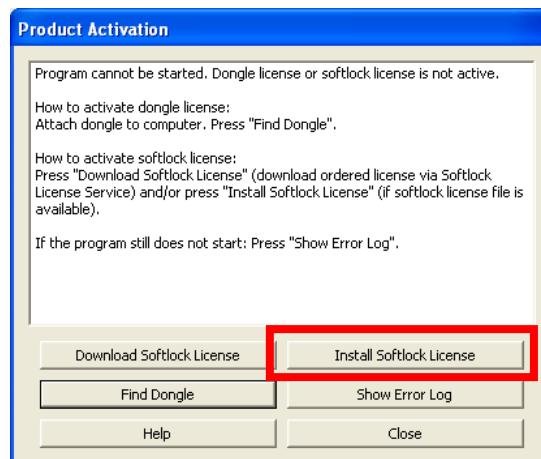 Product Activation
Program cannot be started. Dongle license or softlock license is not active.
How to activate dongle license:
Attach dongle to computer. Press "Find Dongle".
How to activate softlock license:
Press "Download Softlock License" (download ordered license via Softlock
License Service) and/or press "Install Softlock License" (if softlock license file is
available).
If the program still does not start: Press "Show Error Log".
Download Softlock License
Install Softlock License
Find Dongle
Show Error Log
Help
Close